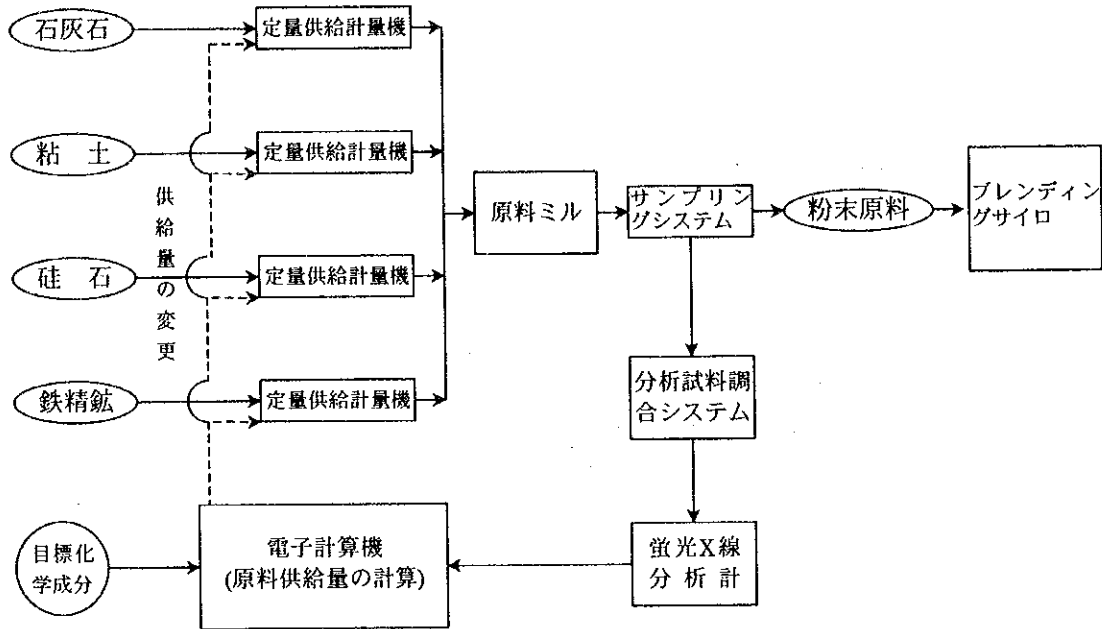 石灰石
定量供給計量機
粘 土
定量供給計量機
硅 石
定量供給計量機
鉄精鉱
定量供給計量機
供給量の変更
原料ミル
サンプリン
グシステム
粉末原料
ブレンディン
グサイロ
分析試料調
合システム
目標化
学成分
電子計算機
(原料供給量の計算)
蛍光X線
分 析 計